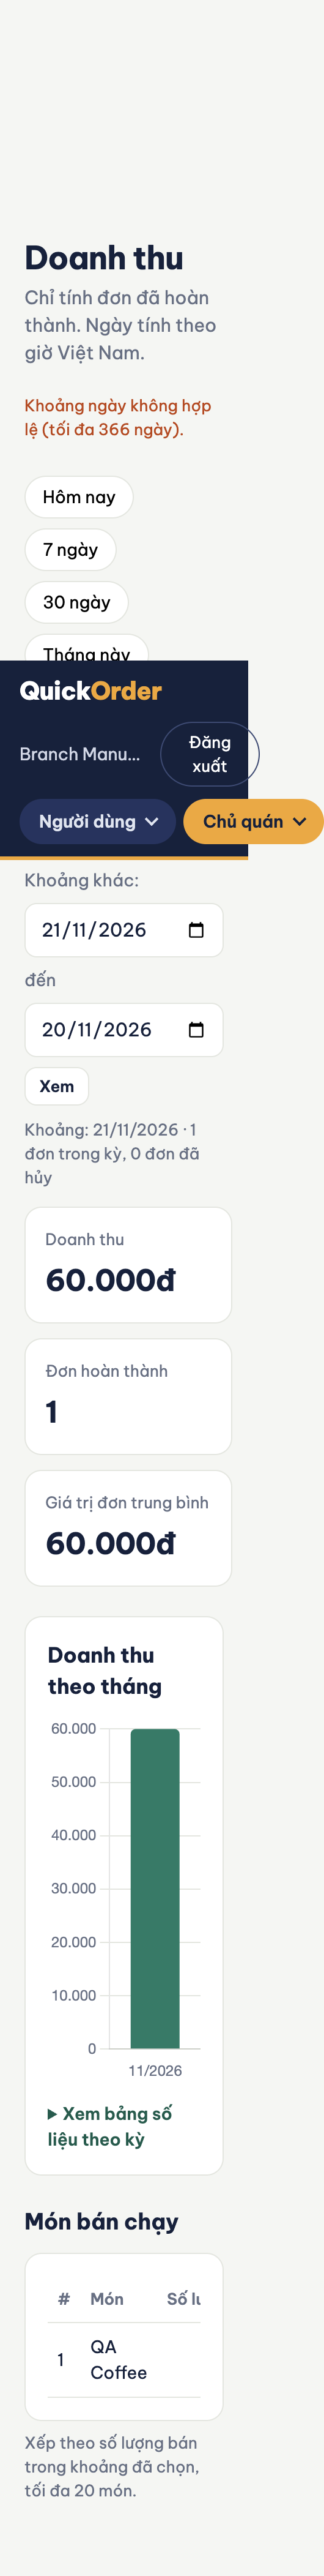 Doanh thu
Chỉ tính đơn đã hoàn
thành. Ngày tính theo
giờ Việt Nam.
Khoảng ngày không hợp
lệ (tối đa 366 ngày).
Hôm nay
7 ngày
30 ngày
Tháng này
QuickOrder
Branch Manu...
Đăng
xuất
Người dùng
Chủ quán
Khoảng khác:
21/11/2026
đến
20/11/2026
Xem
Khoảng: 21/11/2026 · 1
đơn trong kỳ, 0 đơn đã
hủy
Doanh thu
60.000đ
Đơn hoàn thành
1
Giá trị đơn trung bình
60.000đ
Doanh thu
theo tháng
60.000
50.000
40.000
30.000
20.000
10.000
0
11/2026
Xem bảng số
liệu theo kỳ
Món bán chạy
# Món Số
1 QA
Coffee
Xếp theo số lượng bán
trong khoảng đã chọn,
tối đa 20 món.